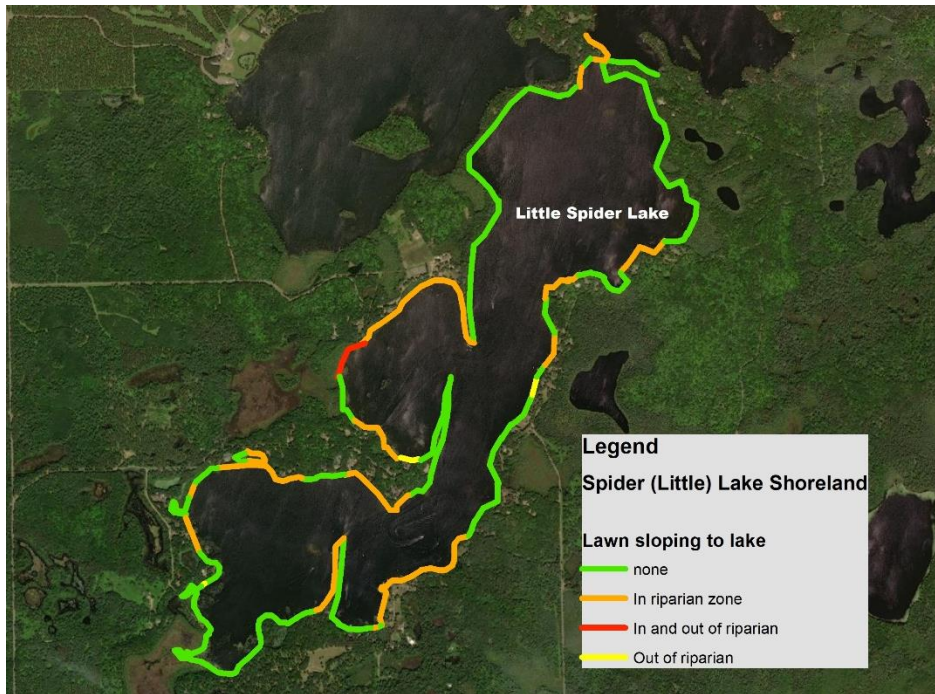 Little Spider Lake
Legend
Spider (Little) Lake Shoreland
Lawn sloping to lake
none
In riparian zone
In and out of riparian
Out of riparian